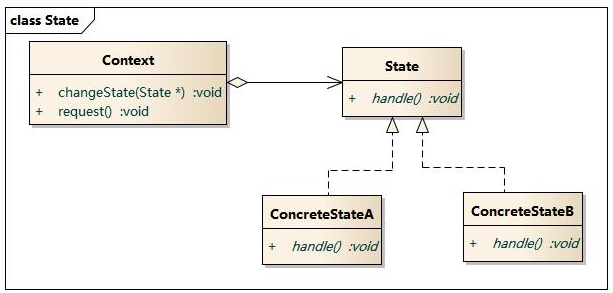 class State
Context
+ changeState(State *) :void
+ request() :void
State
+ handle() :void
ConcreteStateA
+ handle() :void
ConcreteStateB
+ handle() :void